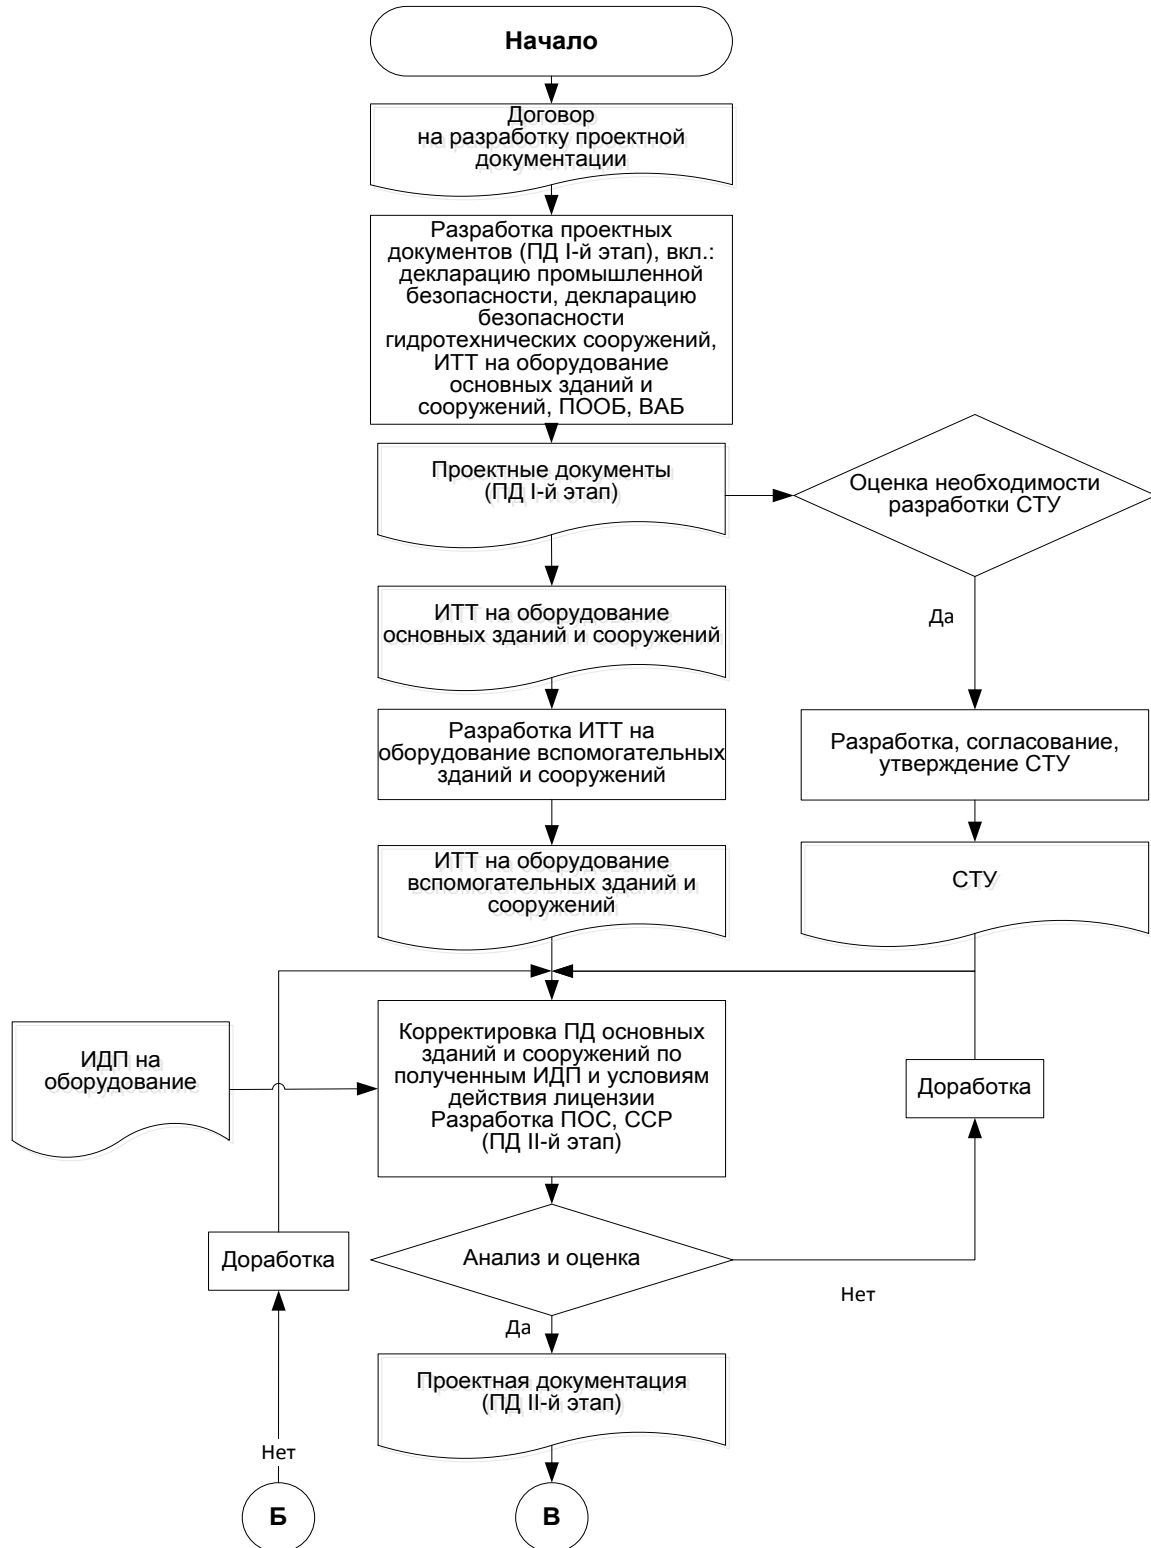 Начало
Договор
на разработку проектной
документации
Разработка проектных
документов (ПД I-й этап), вкл.:
декларацию промышленной
безопасности, декларацию
безопасности
гидротехнических сооружений,
ИТТ на оборудование
основных зданий и
сооружений, ПООБ, ВАБ
Проектные документы
(ПД I-й этап)
Оценка необходимости
разработки СТУ
ИТТ на оборудование
основных зданий и сооружений
Да
Разработка ИТТ на
оборудование вспомогательных
зданий и сооружений
Разработка, согласование,
утверждение СТУ
ИТТ на оборудование
вспомогательных зданий и
сооружений
СТУ
ИДП на
оборудование
Корректировка ПД основных
зданий и сооружений по
полученным ИДП и условиям
действия лицензии
Разработка ПОС, ССР
(ПД II-й этап)
Доработка
Доработка
Анализ и оценка
Нет
Да
Проектная документация
(ПД II-й этап)
Нет
Б
В